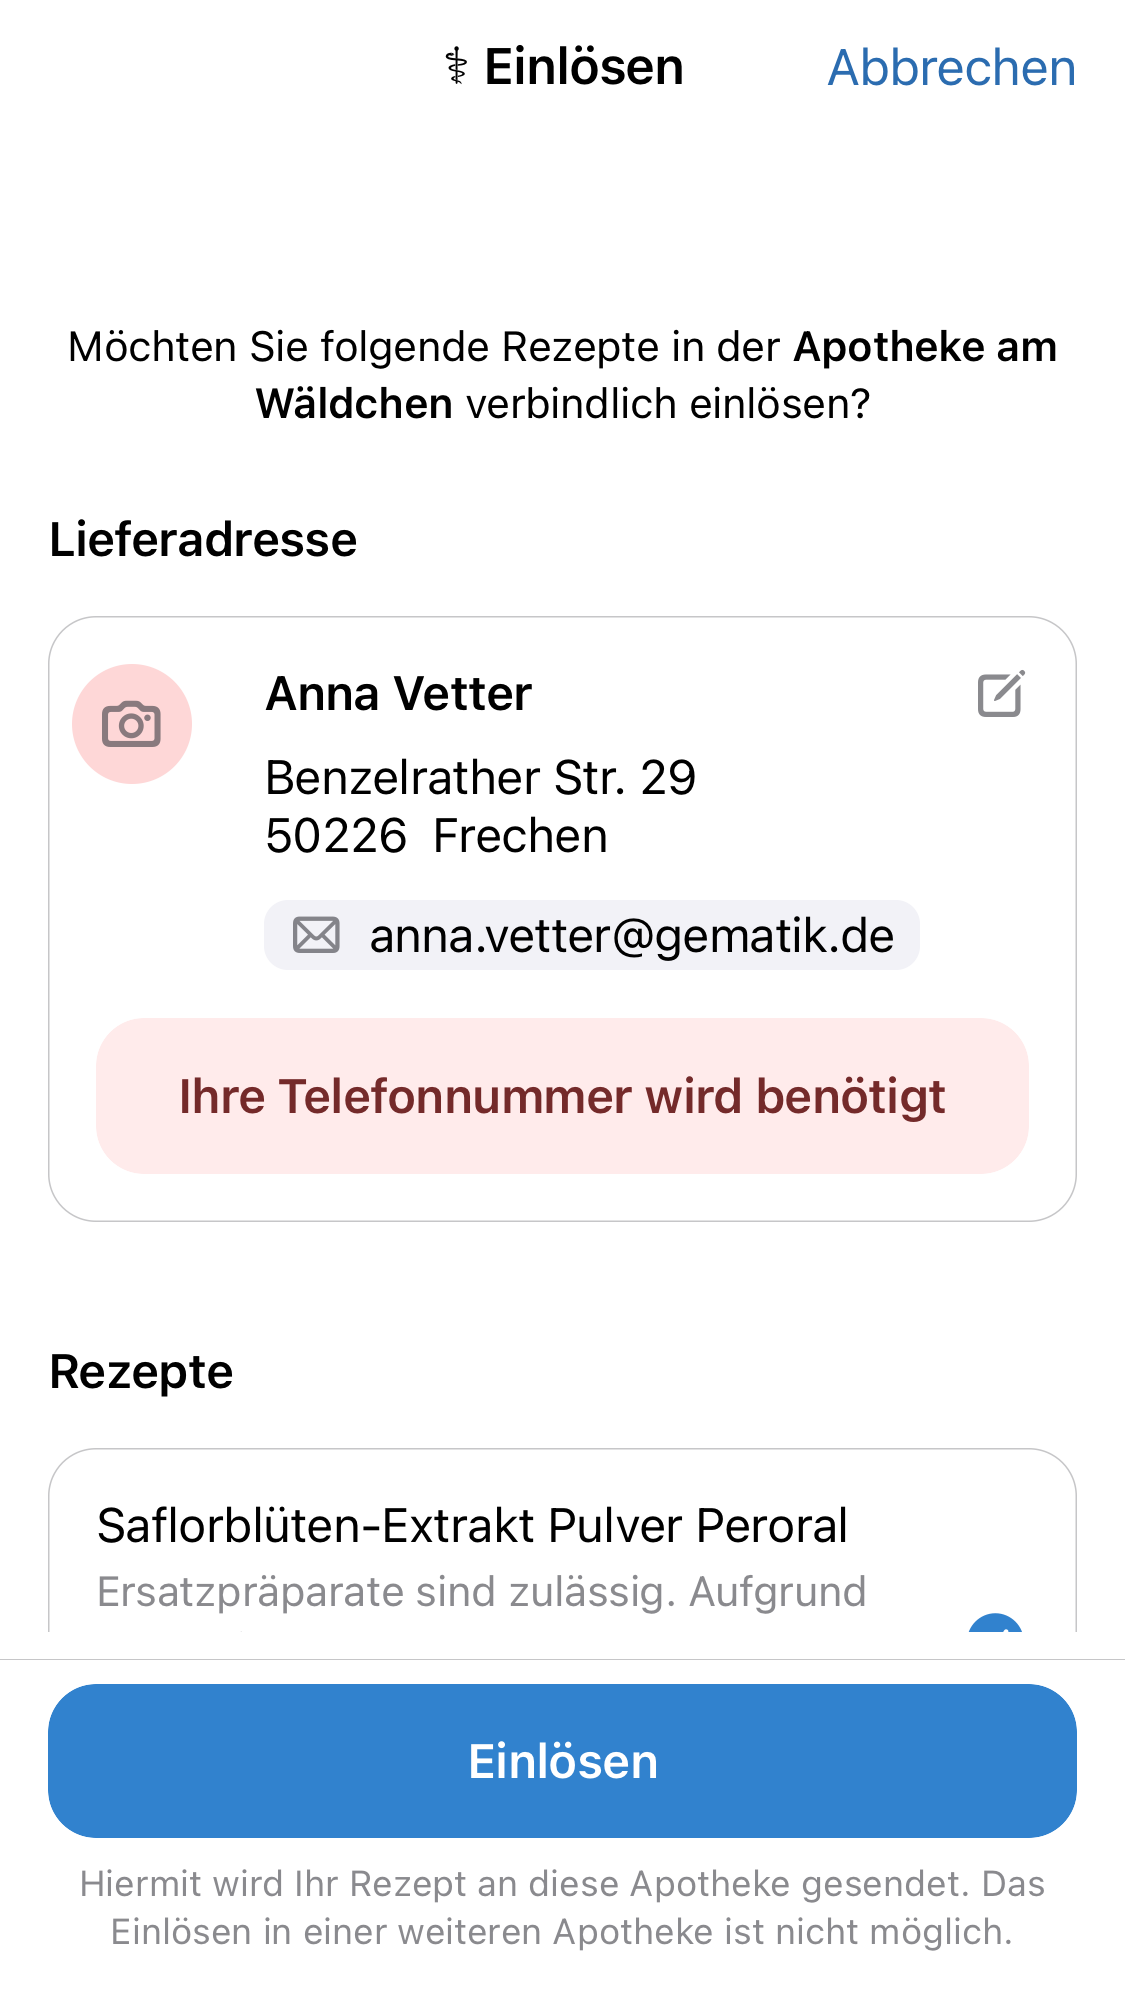 ⚕ Einlösen
Abbrechen
Möchten Sie folgende Rezepte in der Apotheke am
Wäldchen verbindlich einlösen?
Lieferadresse
Anna Vetter
Benzelrather Str. 29
50226 Frechen
anna.vetter@gematik.de
Ihre Telefonnummer wird benötigt
Rezepte
Saflorblüten-Extrakt Pulver Peroral
Ersatzpräparate sind zulässig. Aufgrund
Einlösen
Hiermit wird Ihr Rezept an diese Apotheke gesendet. Das
Einlösen in einer weiteren Apotheke ist nicht möglich.